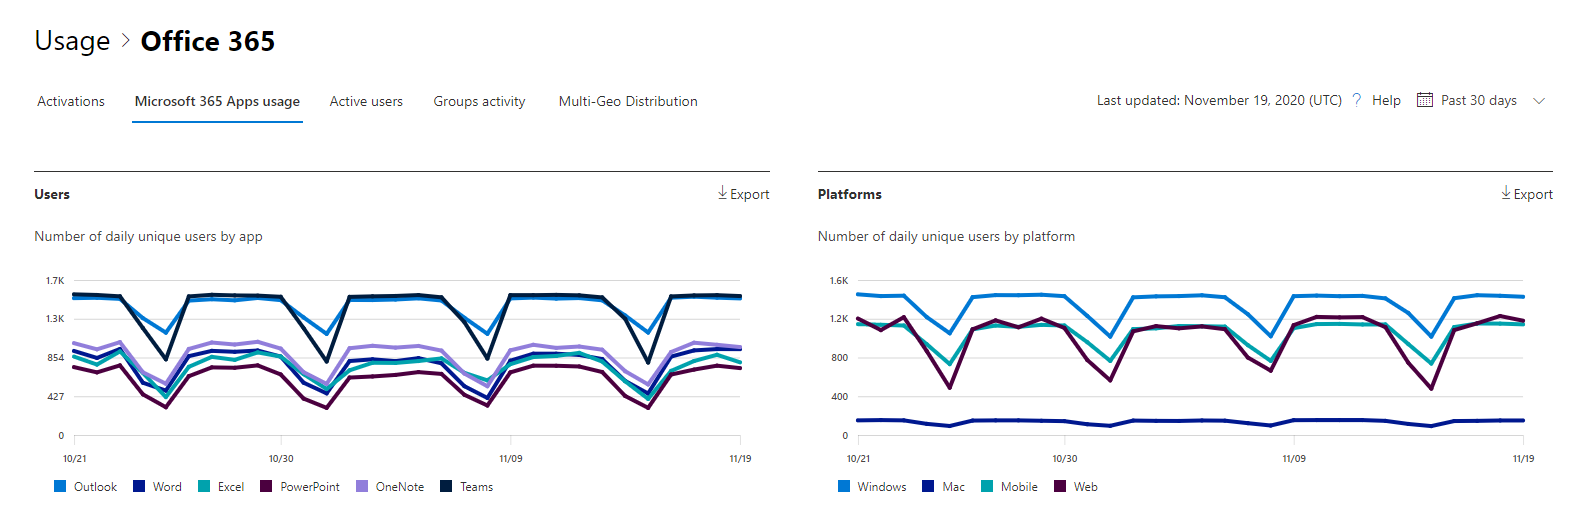 Usage > Office 365
Activations Microsoft 365 Apps usage Active users Groups activity Multi-Geo Distribution Last updated: November 19, 2020 (UTC) ? Help Past 30 days
Users Export
Number of daily unique users by app
1.7K
1.3K
854
427
0
10/21 10/30 11/09 11/19
Outlook Word Excel PowerPoint OneNote Teams
Platforms Export
Number of daily unique users by platform
1.6K
1.2K
800
400
0
10/21 10/30 11/09 11/19
Windows Mac Mobile Web